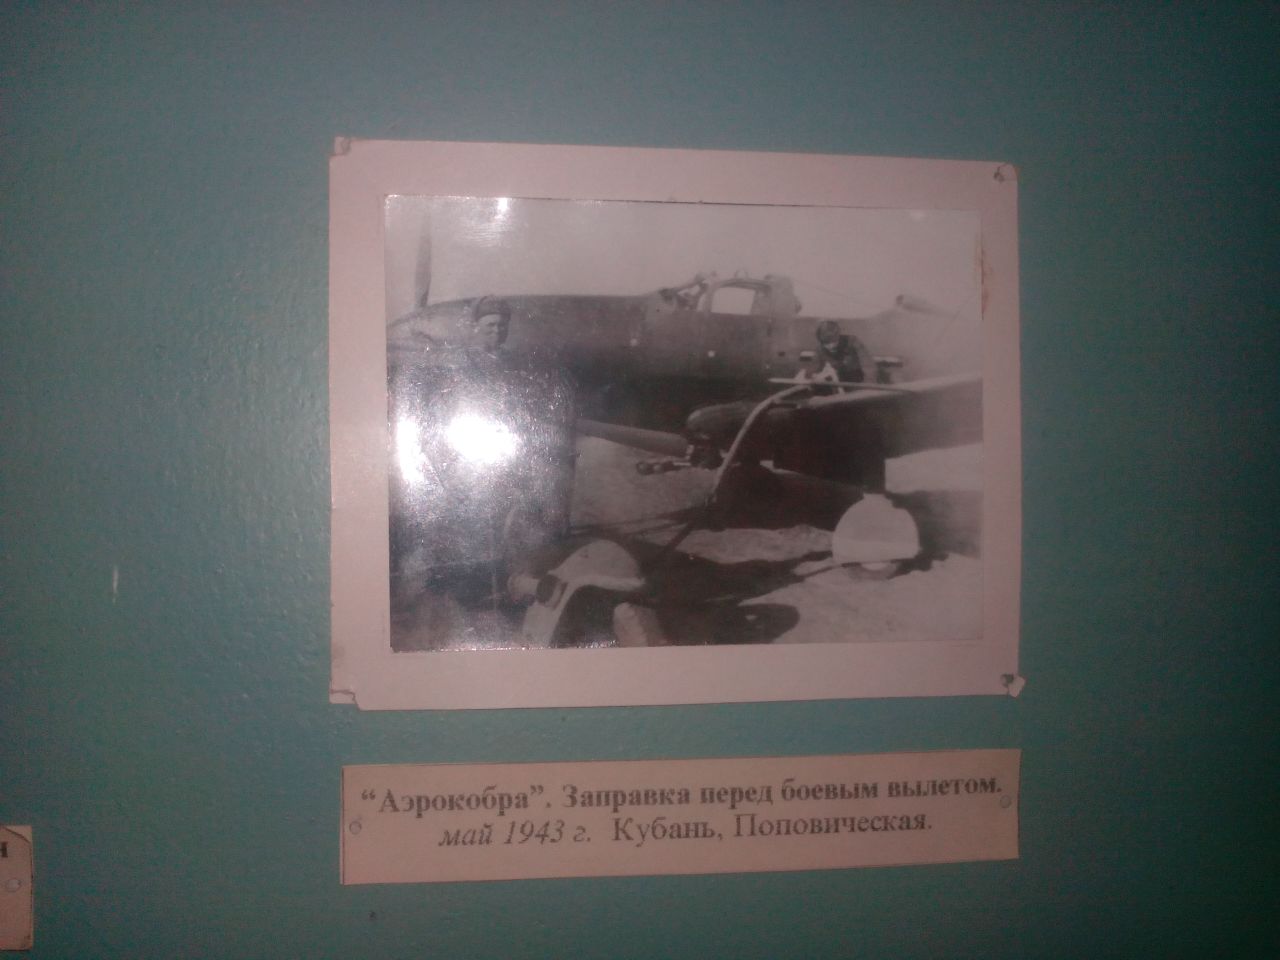 “Аэрокобра”. Заправка перед боевым вылетом.
май 1943 г. Кубань, Поповическая.